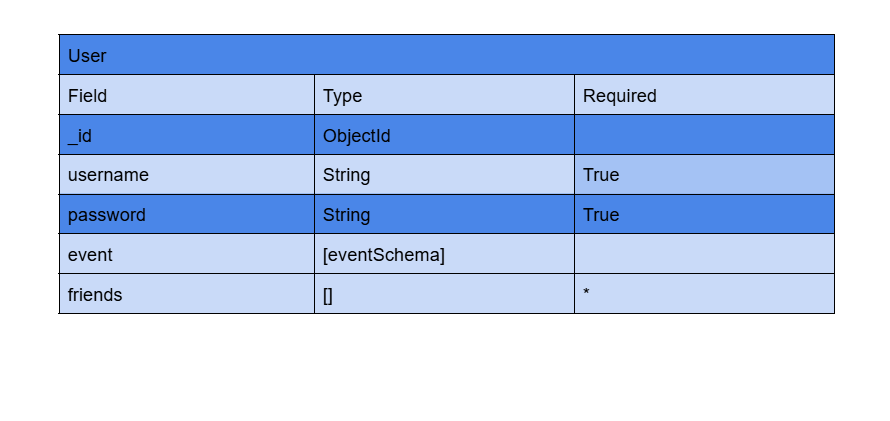 User
Field Type Required
_id ObjectId
username String True
password String True
event [eventSchema]
friends [] *